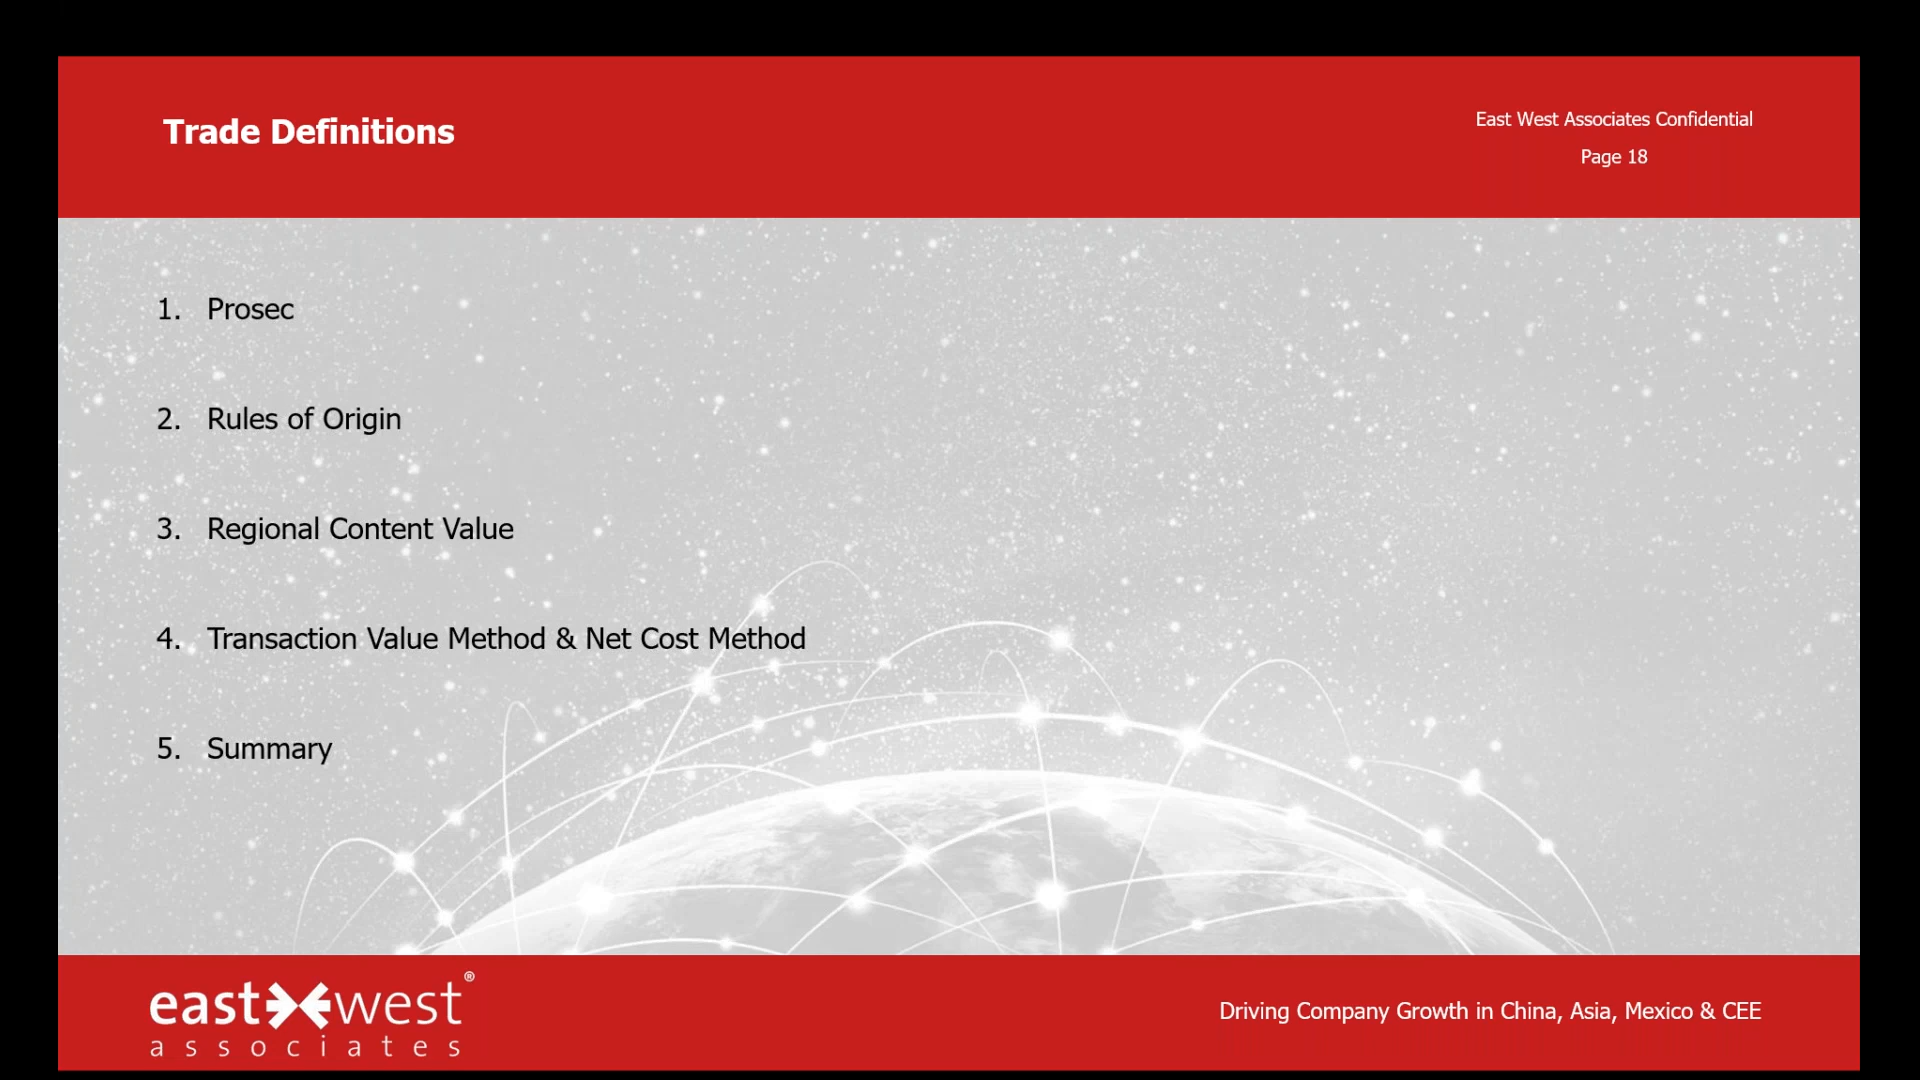 Trade Definitions
East West Associates Confidential
Page 18
1. Prosec
2. Rules of Origin
3. Regional Content Value
4. Transaction Value Method & Net Cost Method
5. Summary
east west®
associates
Driving Company Growth in China, Asia, Mexico & CEE